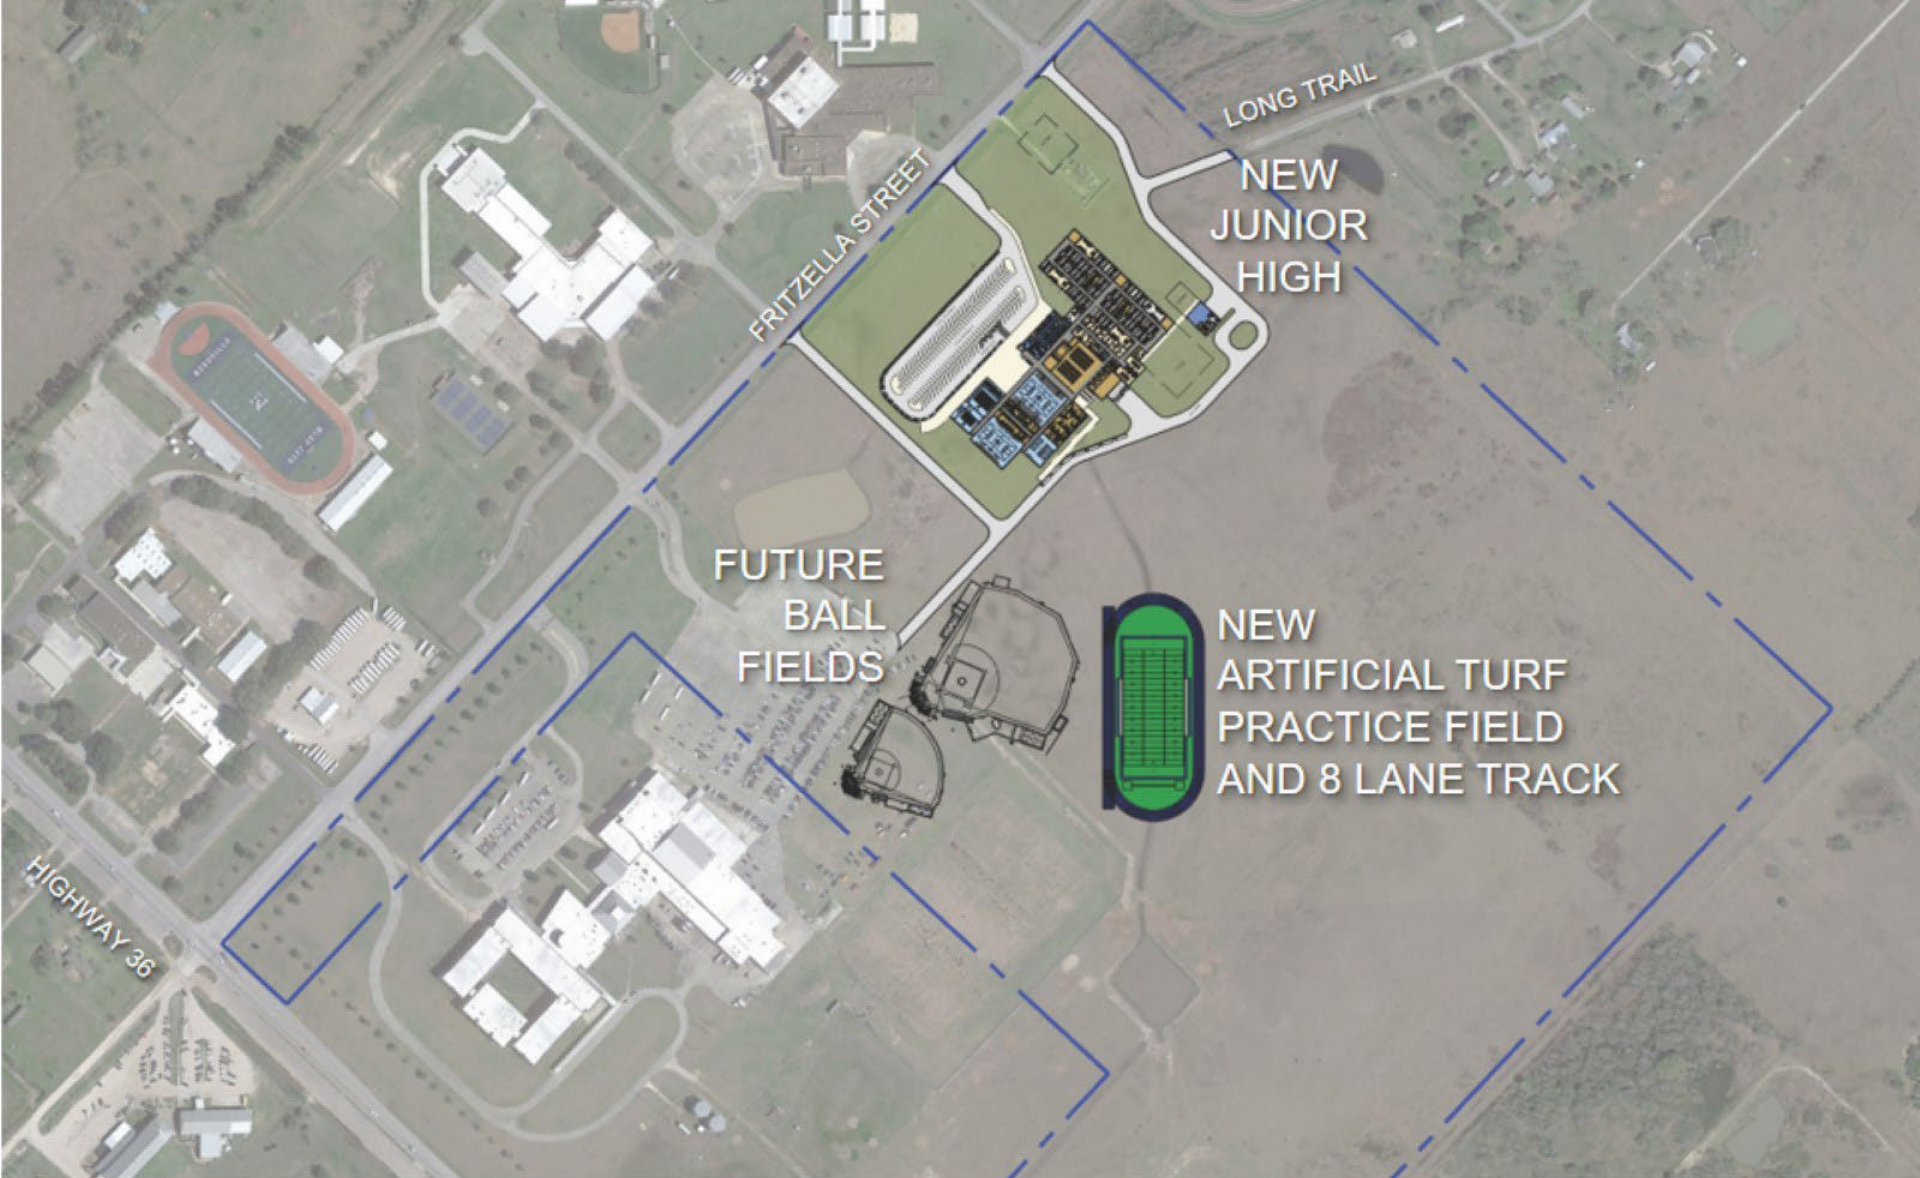 LONG TRAIL
FRITZELLA STREET
NEW
JUNIOR
HIGH
FUTURE
BALL
FIELDS
NEW
ARTIFICIAL TURF
PRACTICE FIELD
AND 8 LANE TRACK
HIGHWAY 36